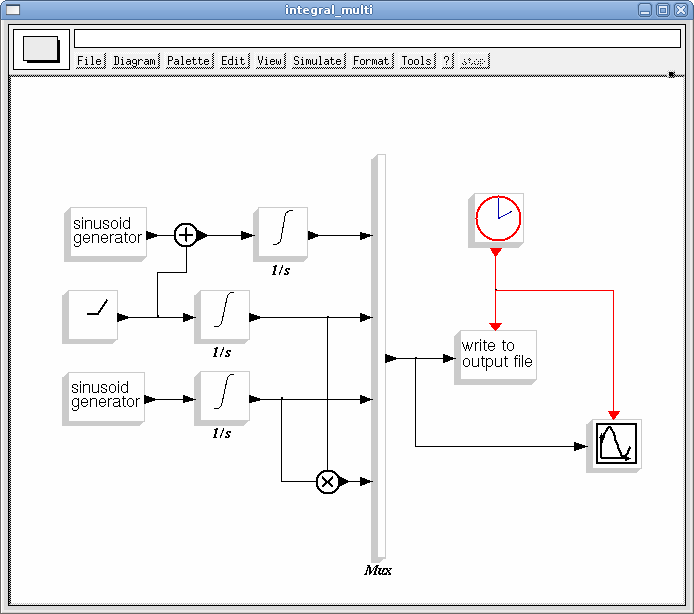 integral_multi
File Diagram Palette Edit View Simulate Format Tools ? stop
sinusoid
generator
1/s
1/s
sinusoid
generator
1/s
write to
output file
Mux